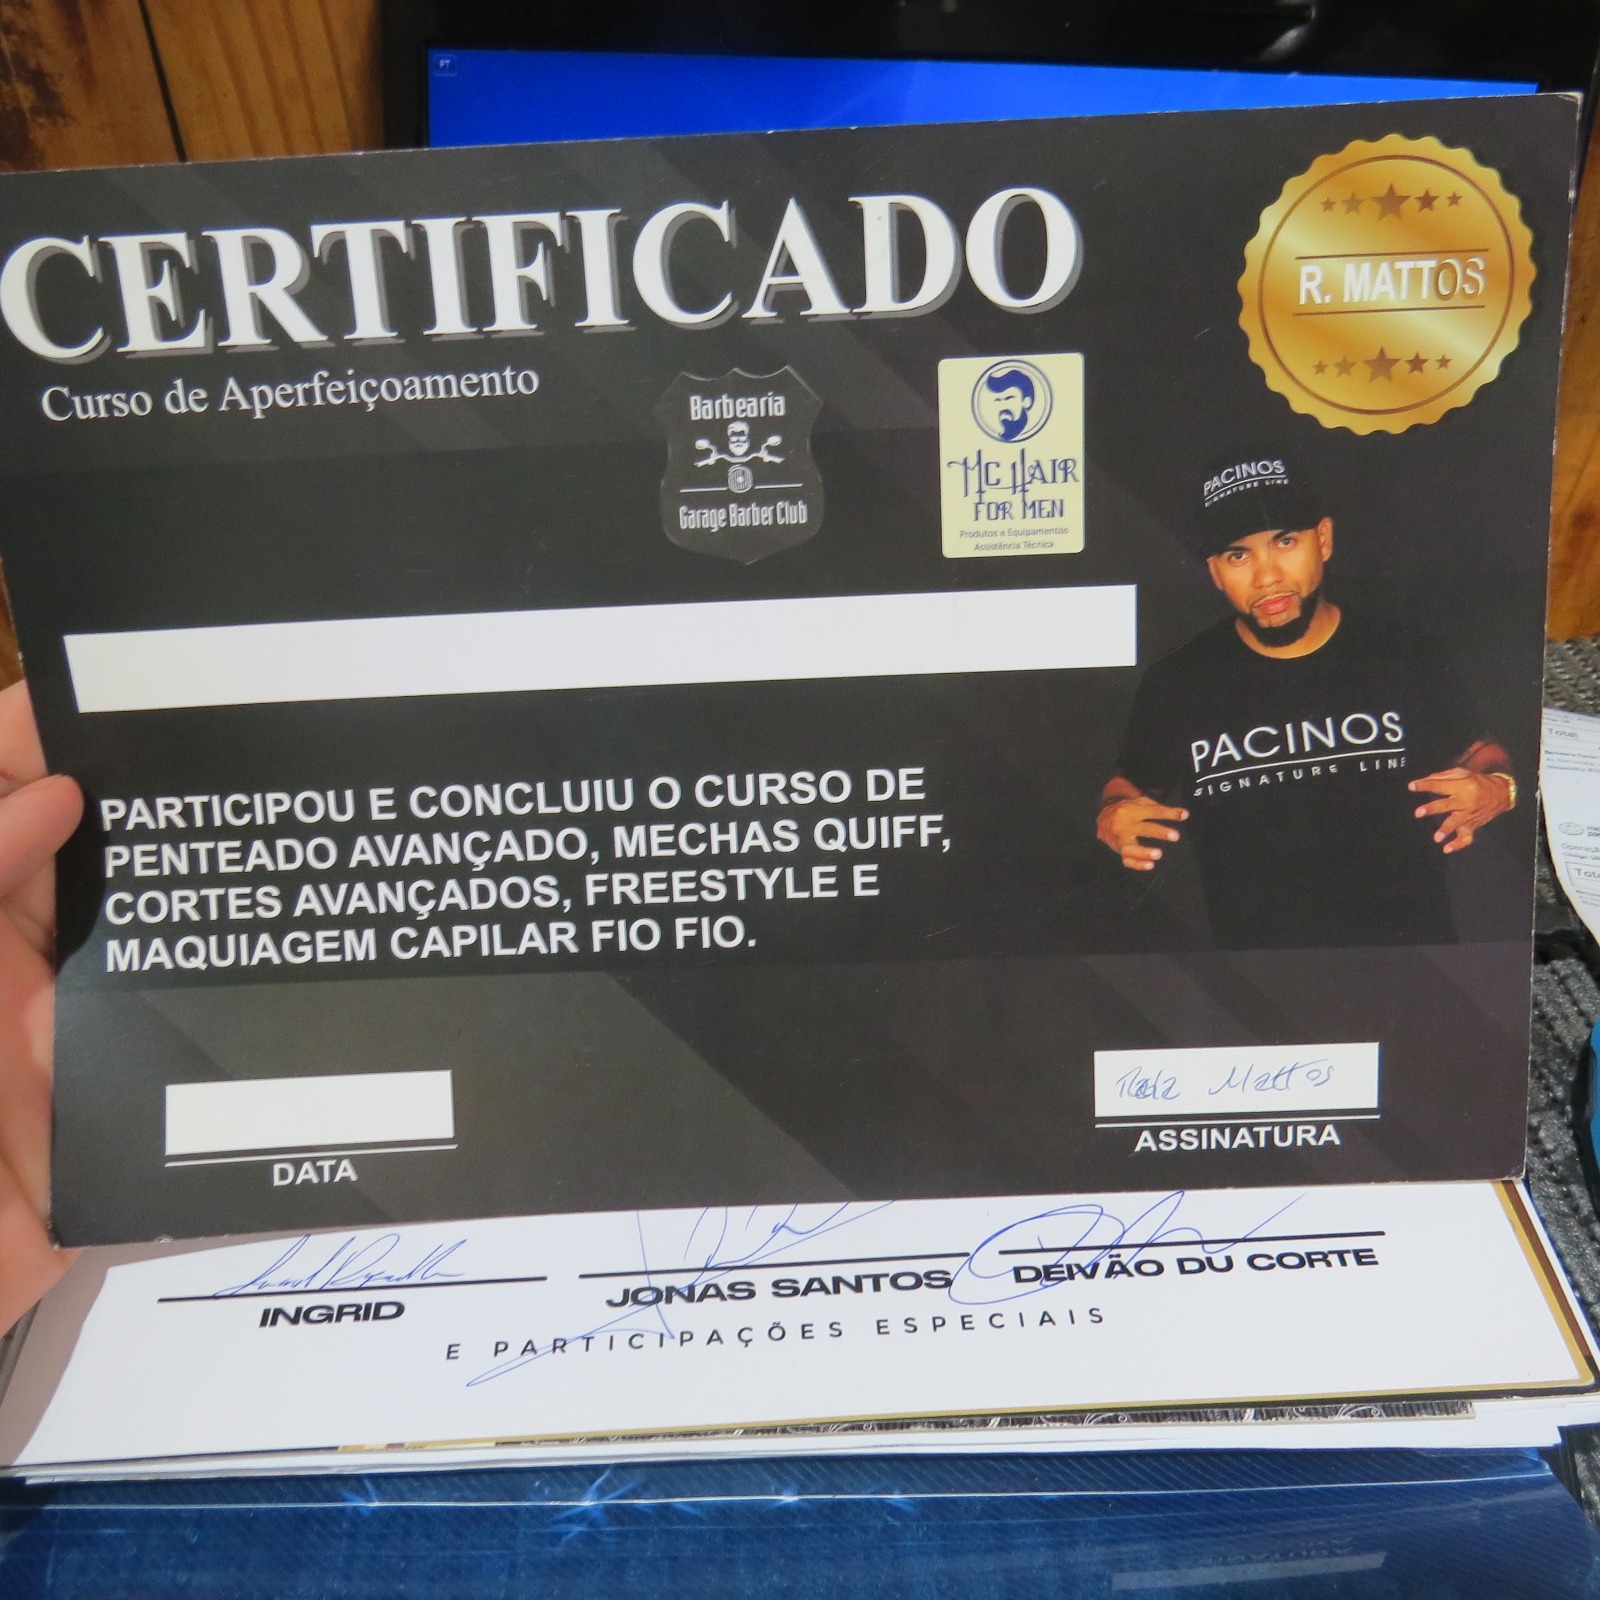 PT
CERTIFICADO
R. MATTOS
Curso de Aperfeiçoamento
Barbearia
Garage Barber Club
MC HAIR
FOR MEN
Produtos e Equipamentos
Assistência Técnica
PACINOS
SIGNATURE LINE
PACINOS
SIGNATURE LINE
PARTICIPOU E CONCLUIU O CURSO DE
PENTEADO AVANÇADO, MECHAS QUIFF,
CORTES AVANÇADOS, FREESTYLE E
MAQUIAGEM CAPILAR FIO FIO.
DATA
Mattos
ASSINATURA
INGRID
JONAS SANTOS
DEIVÃO DU CORTE
E PARTICIPAÇÕES ESPECIAIS
Total